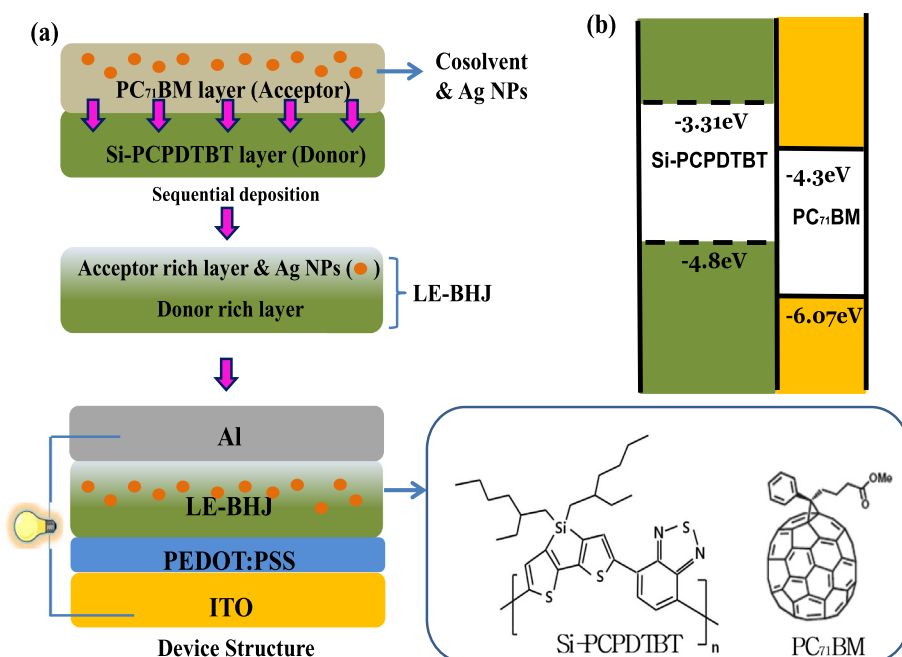 (a)
PC₇₁BM layer (Acceptor)
Cosolvent
& Ag NPs
Si-PCPDTBT layer (Donor)
Sequential deposition
Acceptor rich layer & Ag NPs ( )
Donor rich layer
LE-BHJ
Al
LE-BHJ
PEDOT:PSS
ITO
Device Structure
(b)
-3.31eV
Si-PCPDTBT
-4.8eV
-4.3eV
PC₇₁BM
-6.07eV
Si
S
S
N
S
N
n
Si-PCPDTBT
OMe
O
PC₇₁BM